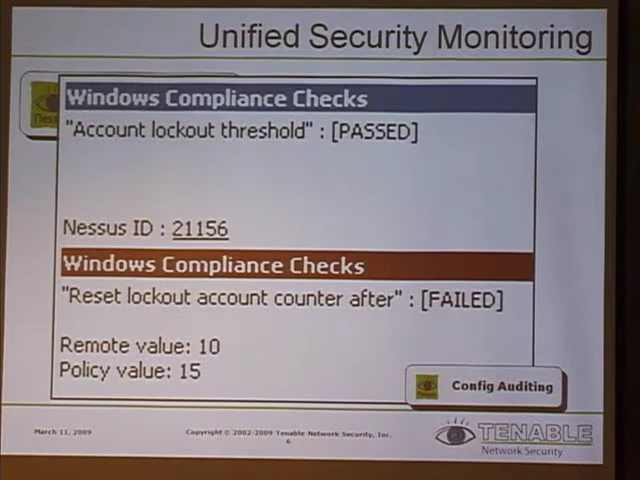 Unified Security Monitoring
Windows Compliance Checks
"Account lockout threshold" : [PASSED]
Nessus ID : 21156
Windows Compliance Checks
"Reset lockout account counter after" : [FAILED]
Remote value: 10
Policy value: 15
Config Auditing
March 11, 2009
Copyright © 2002-2009 Tenable Network Security, Inc.
6
TENABLE
Network Security